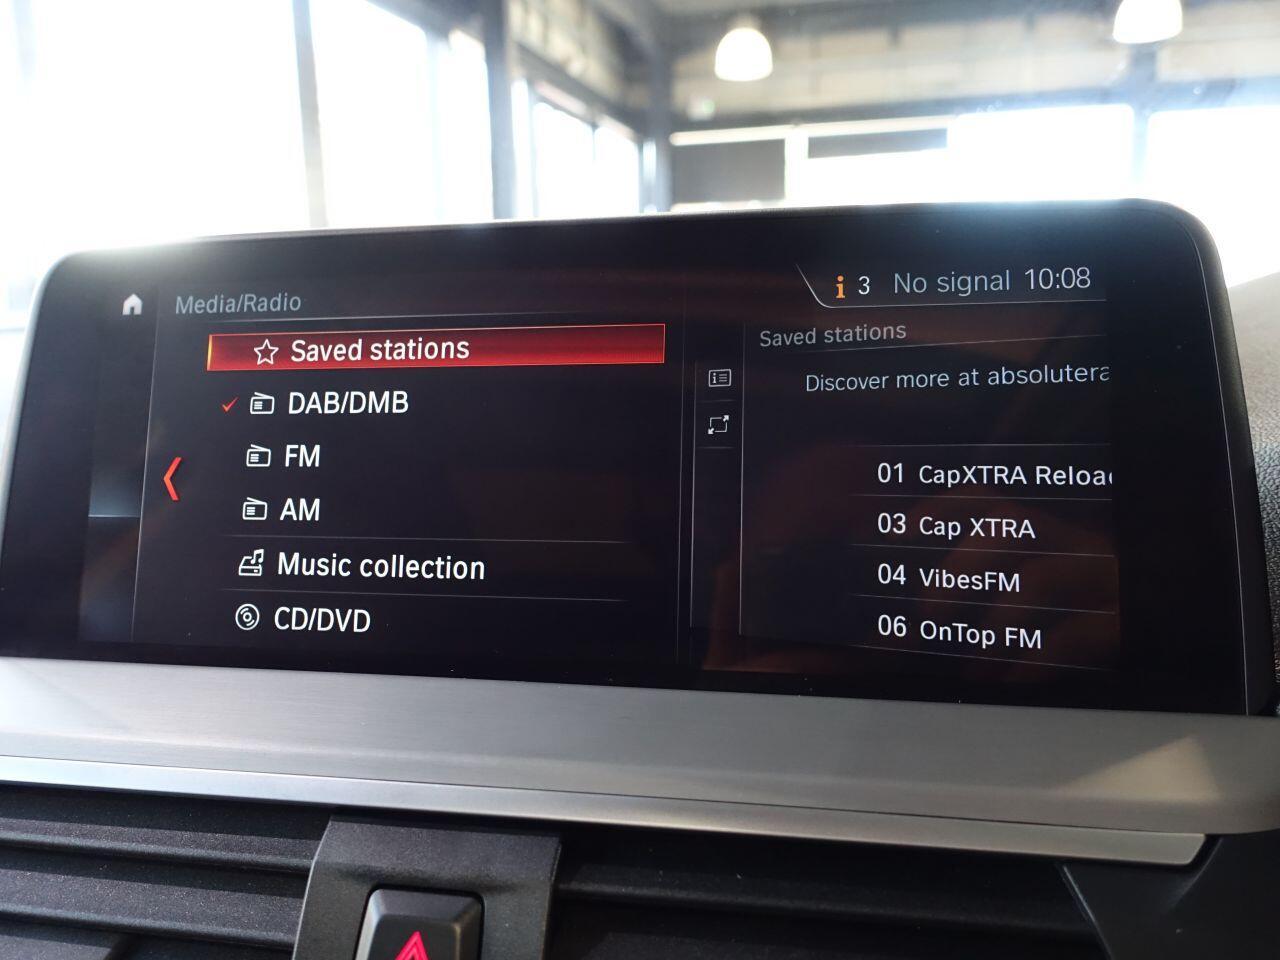 Media/Radio
3 No signal 10:08
Saved stations
DAB/DMB
FM
AM
Music collection
CD/DVD
Saved stations
Discover more at absolutera
01 CapXTRA Reloa
03 Cap XTRA
04 VibesFM
06 OnTop FM